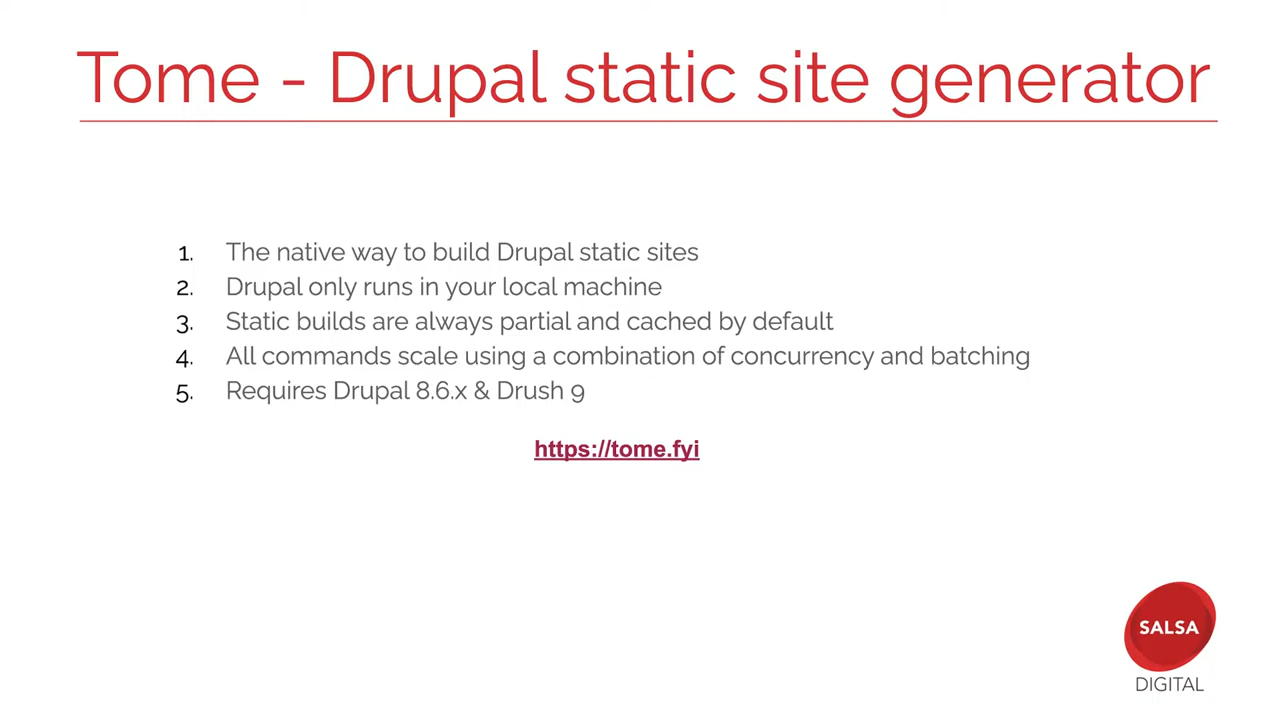 Tome - Drupal static site generator
1. The native way to build Drupal static sites
2. Drupal only runs in your local machine
3. Static builds are always partial and cached by default
4. All commands scale using a combination of concurrency and batching
5. Requires Drupal 8.6.x & Drush 9
https://tome.fyi
SALSA
DIGITAL